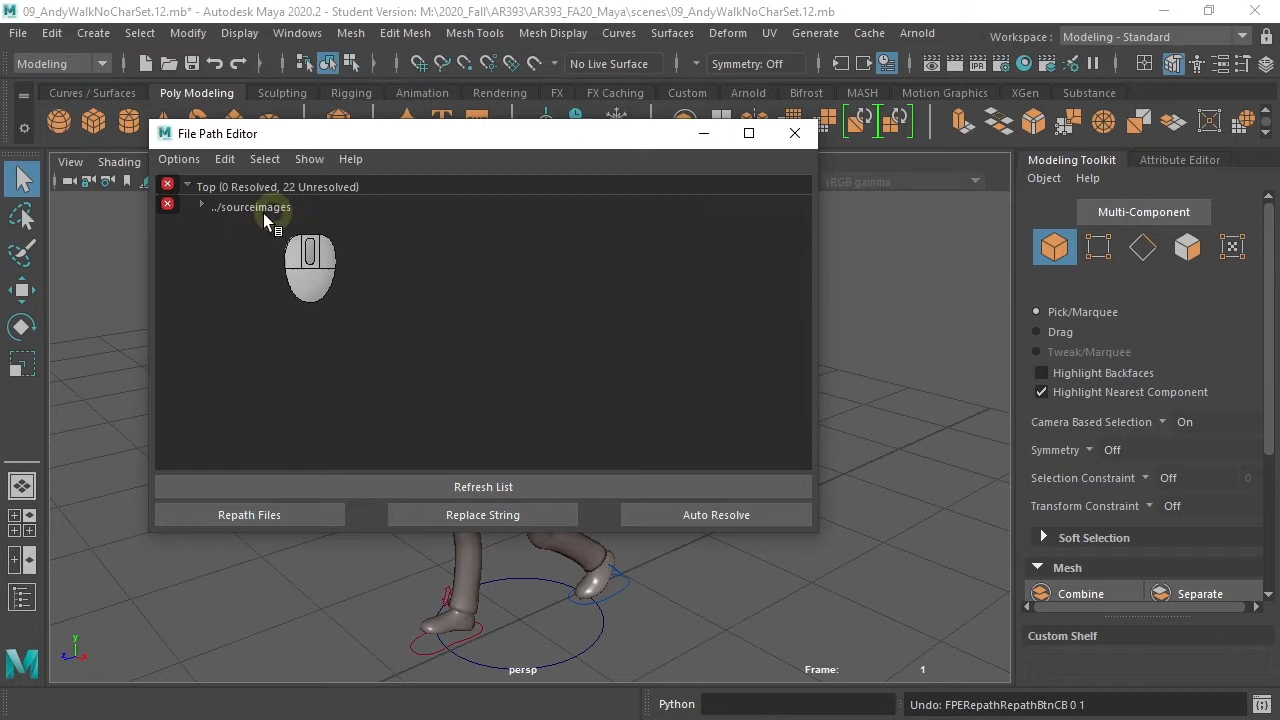 09_AndyWalkNoCharSet.12.mb* - Autodesk Maya 2020.2 - Student Version: M:\2020_Fall\AR393\AR393_FA20_Maya\scenes\09_AndyWalkNoCharSet.12.mb
File Edit Create Select Modify Display Windows Mesh Edit Mesh Mesh Tools Mesh Display Curves Surfaces Deform UV Generate Cache Arnold Workspace : Modeling - Standard
Modeling No Live Surface Symmetry: Off
Curves / Surfaces Poly Modeling Sculpting Rigging Animation Rendering FX FX Caching Custom Arnold Bifrost MASH Motion Graphics XGen Substance
File Path Editor
Options Edit Select Show Help
Top (0 Resolved, 22 Unresolved)
../sourceimages
Refresh List
Repath Files Replace String Auto Resolve
View Shading
sRGB gamma
persp
Frame: 1
Modeling Toolkit Attribute Editor
Object Help
Multi-Component
Pick/Marquee
Drag
Tweak/Marquee
Highlight Backfaces
Highlight Nearest Component
Camera Based Selection On
Symmetry Off
Selection Constraint Off 0
Transform Constraint Off
Soft Selection
Mesh
Combine Separate
Custom Shelf
Python Undo: FPERepathRepathBtnCB 0 1